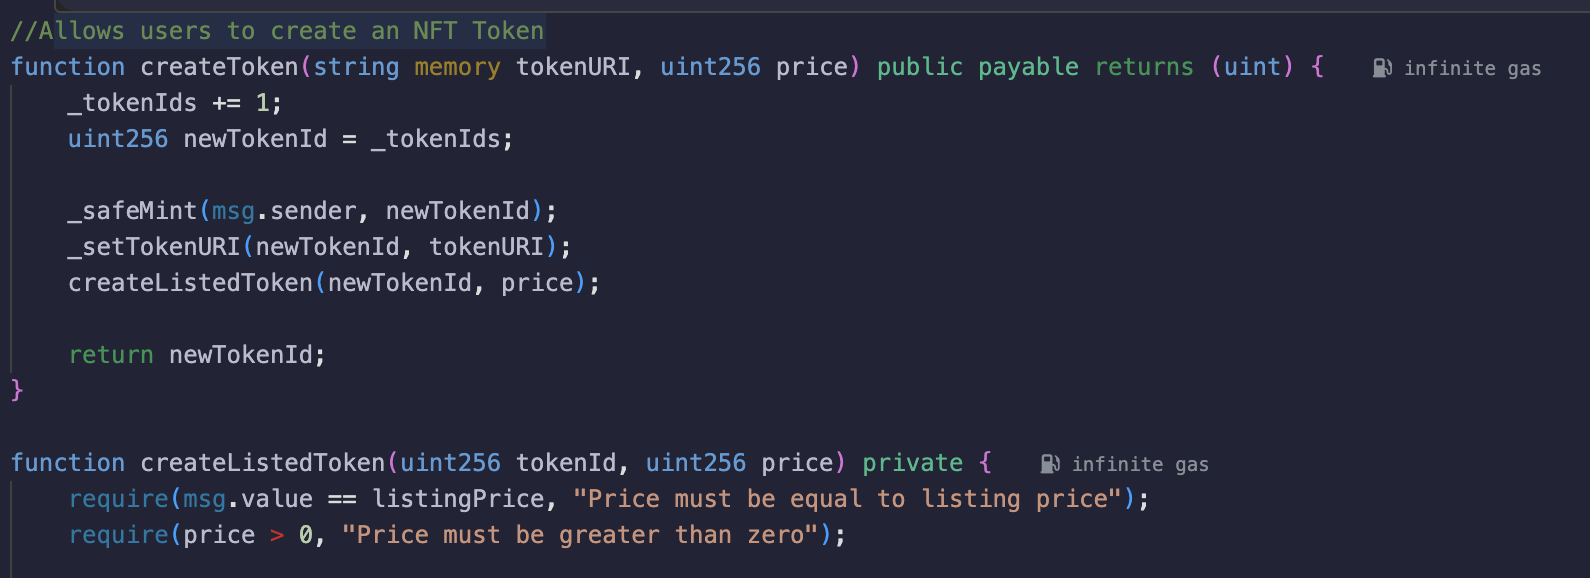 //Allows users to create an NFT Token
function createToken(string memory tokenURI, uint256 price) public payable returns (uint) { infinite gas
_tokenIds += 1;
uint256 newTokenId = _tokenIds;
_safeMint(msg.sender, newTokenId);
_setTokenURI(newTokenId, tokenURI);
createListedToken(newTokenId, price);
return newTokenId;
}
function createListedToken(uint256 tokenId, uint256 price) private { infinite gas
require(msg.value == listingPrice, "Price must be equal to listing price");
require(price > 0, "Price must be greater than zero");